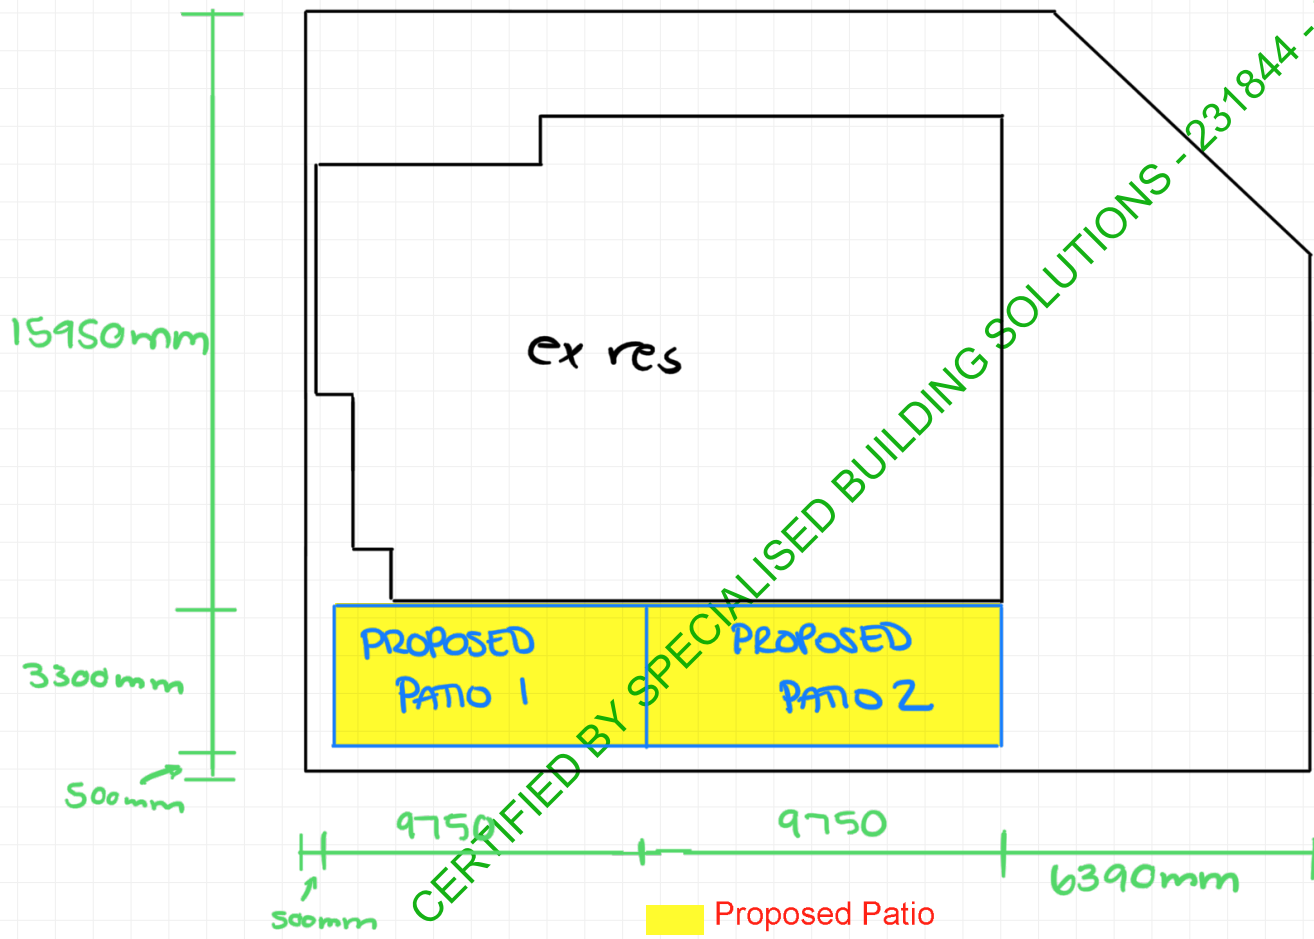 CERTIFIED BY SPECIALISED BUILDING SOLUTIONS - 231844 -
15950mm
ex res
PROPOSED
PATIO 1
PROPOSED
PATIO 2
3300mm
500mm
9750
9750
6390mm
500mm
Proposed Patio